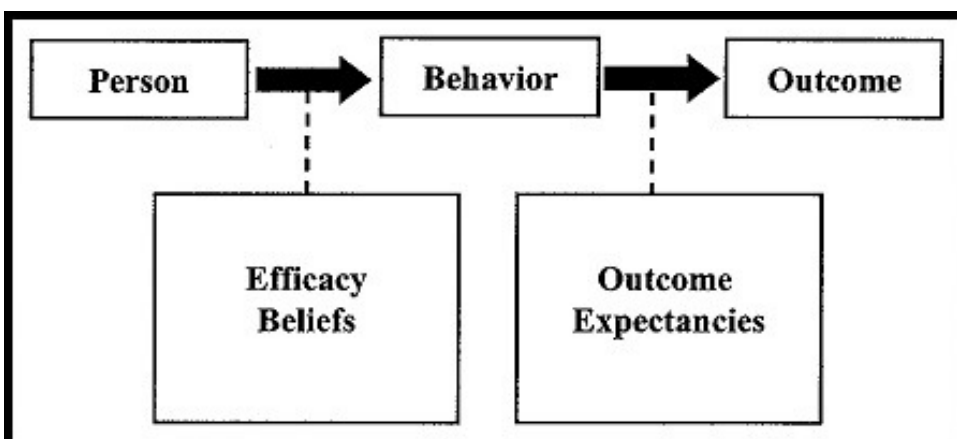 Person
Behavior
Outcome
Efficacy
Beliefs
Outcome
Expectancies